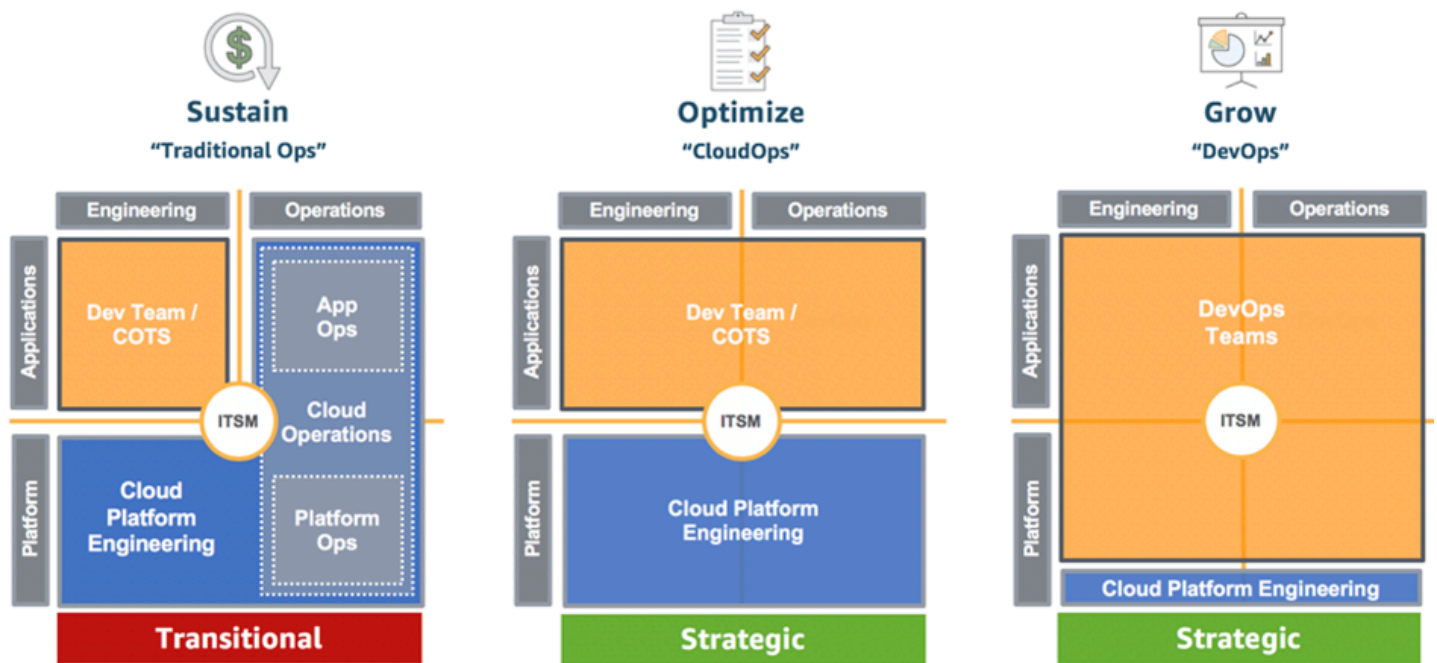 Sustain
“Traditional Ops”
Engineering
Operations
Applications
Dev Team /
COTS
App
Ops
ITSM
Cloud
Operations
Platform
Cloud
Platform
Engineering
Platform
Ops
Transitional
Optimize
“CloudOps”
Engineering
Operations
Applications
Dev Team /
COTS
ITSM
Platform
Cloud Platform
Engineering
Strategic
Grow
“DevOps”
Engineering
Operations
Applications
DevOps
Teams
ITSM
Platform
Cloud Platform Engineering
Strategic